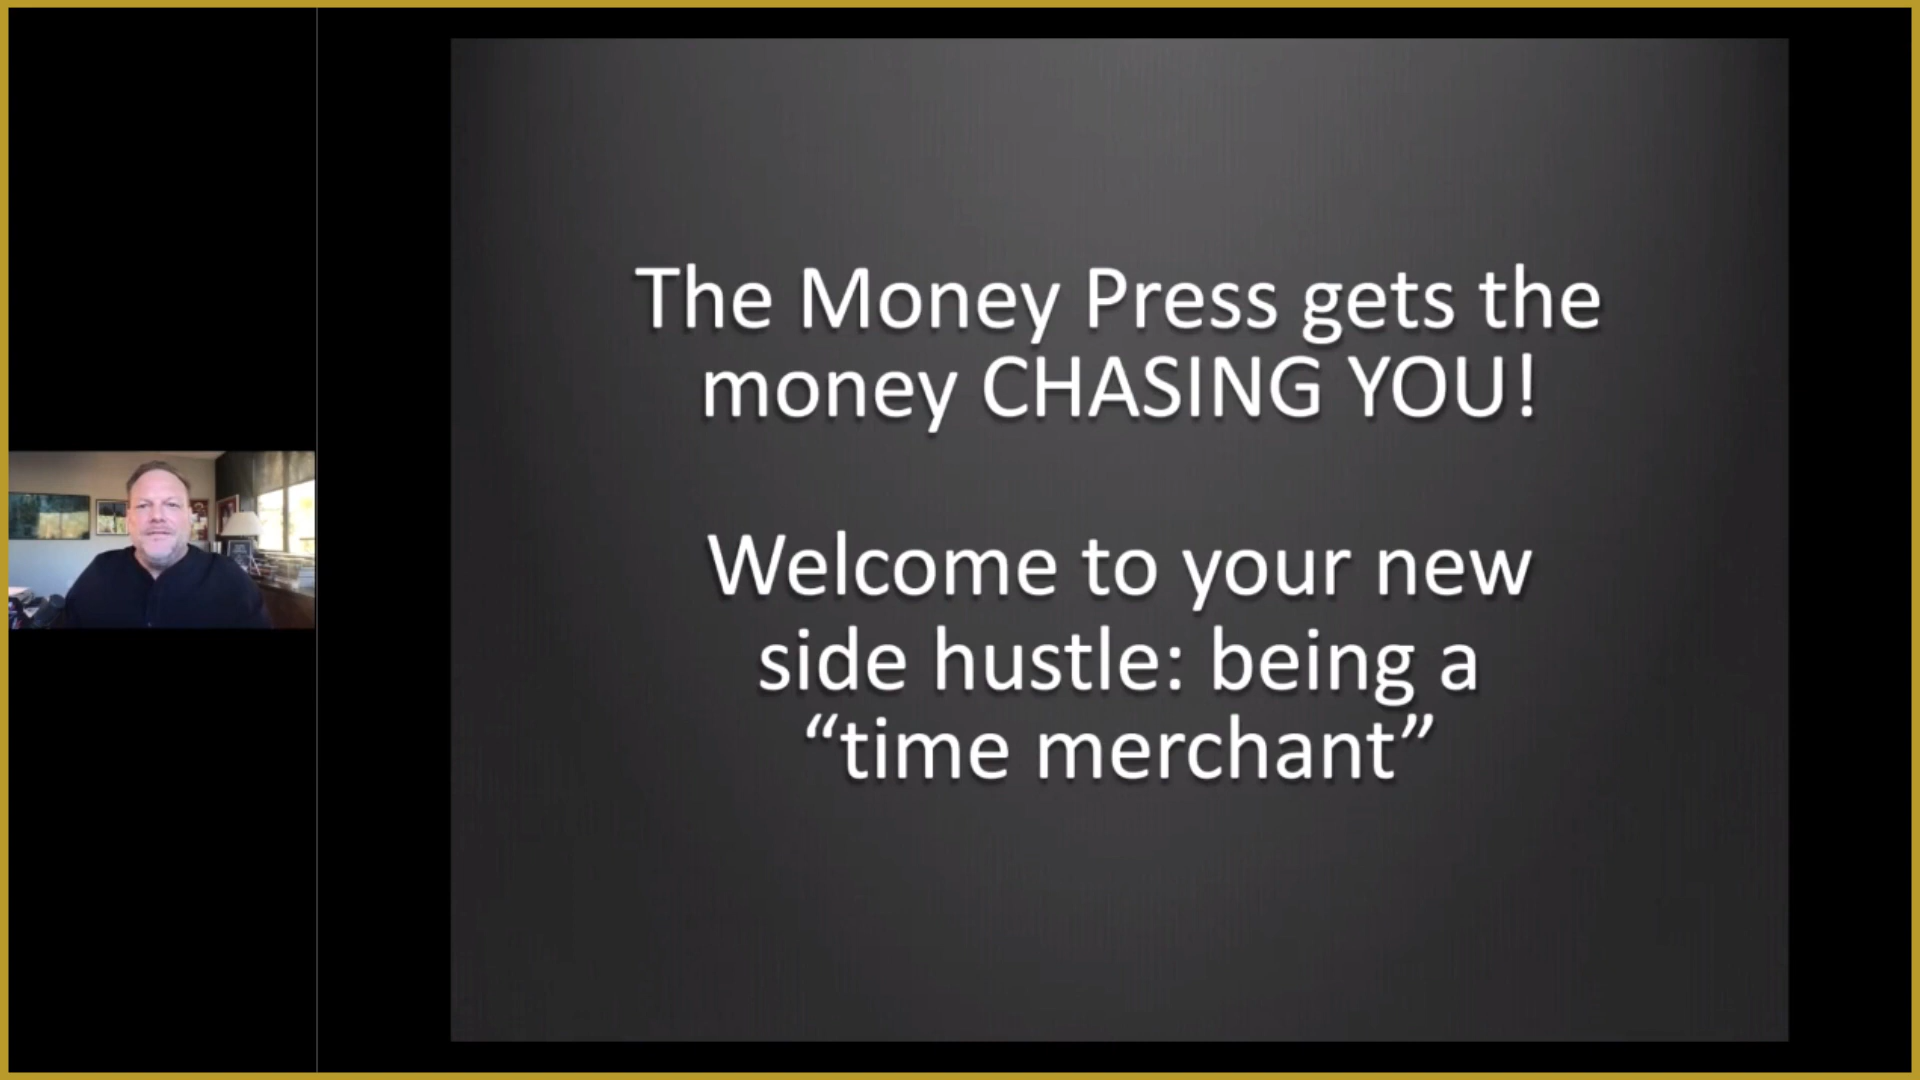 The Money Press gets the
money CHASING YOU!
Welcome to your new
side hustle: being a
“time merchant”